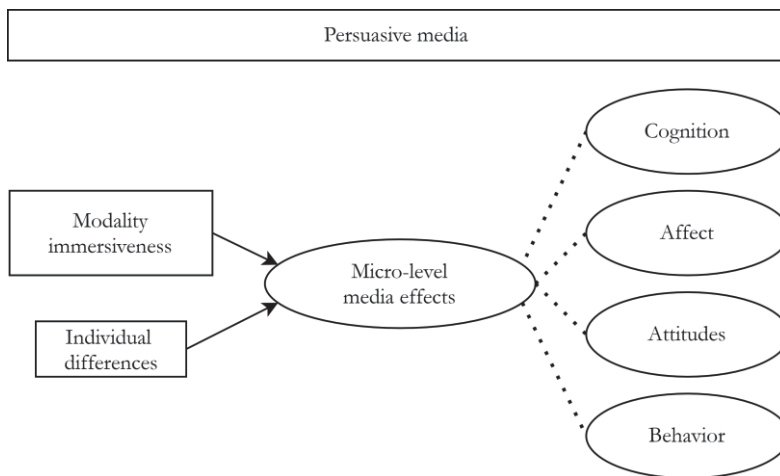 Persuasive media
Modality
immersiveness
Individual
differences
Micro-level
media effects
Cognition
Affect
Attitudes
Behavior